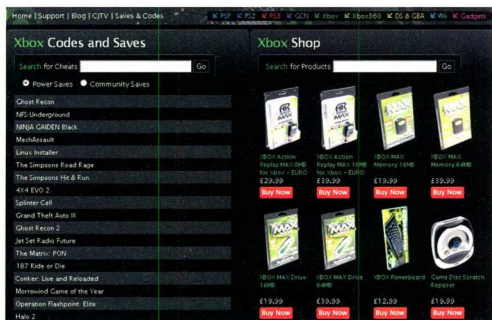 Home | Support | Blog | CJTV | Saves & Codes
PSP PS2 PS3 GCN Xbox Xbox360 DS & GBA Wii Gadgets
Xbox Codes and Saves
Search for Cheats Go
Power Saves Community Saves
Ghost Recon
NFS:Underground
NINJA GAIDEN Black
MechAssault
Linux Installer
The Simpsons Road Rage
The Simpsons Hit & Run
4X4 EVO 2
Splinter Cell
Grand Theft Auto III
Ghost Recon 2
Jet Set Radio Future
The Matrix: PON
187 Ride or Die
Conker: Live and Reloaded
Morrowind Game of the Year
Operation Flashpoint: Elite
Halo 2
Xbox Shop
Search for Products Go
XBOX Action
Replay MAX 8MB
for Xbox - EURO
£29.99
Buy Now
XBOX Action
Replay MAX 16MB
for Xbox - EURO
£39.99
Buy Now
XBOX MAX
Memory 16MB
£19.99
Buy Now
XBOX MAX
Memory 64MB
£39.99
Buy Now
XBOX MAX Drive
16MB
£19.99
Buy Now
XBOX MAX Drive
64MB
£39.99
Buy Now
XBOX Powerboard
£12.99
Buy Now
Game Disc Scratch
Repairer
£19.99
Buy Now